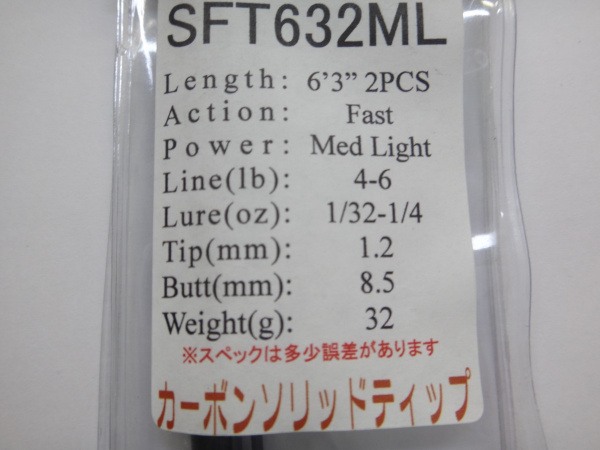 SFT632ML
Length: 6'3” 2PCS
Action: Fast
Power: Med Light
Line(lb): 4-6
Lure(oz): 1/32-1/4
Tip(mm): 1.2
Butt(mm): 8.5
Weight(g): 32
※スペックは多少誤差があります
カーボンソリッドティップ